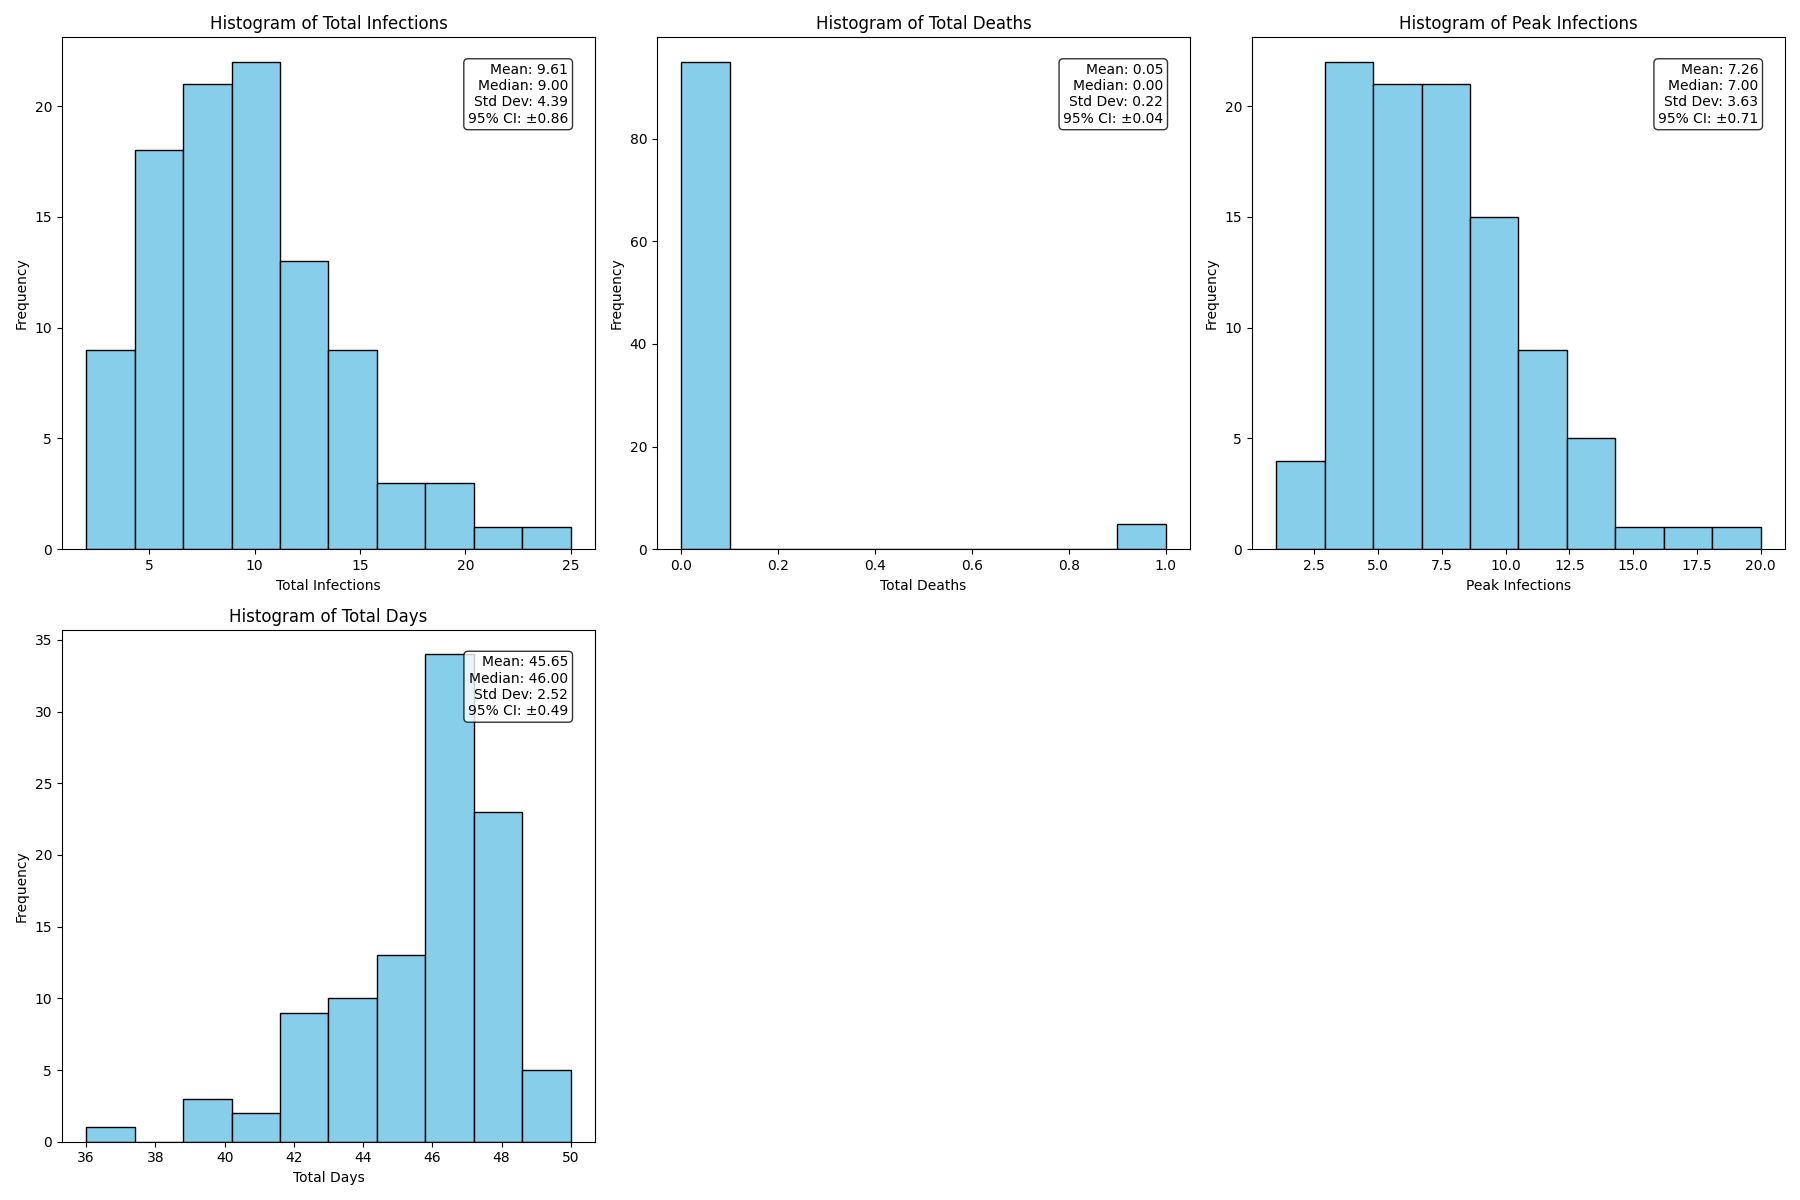 Histogram of Total Infections
Mean: 9.61
Median: 9.00
Std Dev: 4.39
95% CI: ±0.86
Frequency
20
15
10
5
0
5 10 15 20 25
Total Infections
Histogram of Total Deaths
Mean: 0.05
Median: 0.00
Std Dev: 0.22
95% CI: ±0.04
Frequency
80
60
40
20
0
0.0 0.2 0.4 0.6 0.8 1.0
Total Deaths
Histogram of Peak Infections
Mean: 7.26
Median: 7.00
Std Dev: 3.63
95% CI: ±0.71
Frequency
20
15
10
5
0
2.5 5.0 7.5 10.0 12.5 15.0 17.5 20.0
Peak Infections
Histogram of Total Days
Mean: 45.65
Median: 46.00
Std Dev: 2.52
95% CI: ±0.49
Frequency
35
30
25
20
15
10
5
0
36 38 40 42 44 46 48 50
Total Days